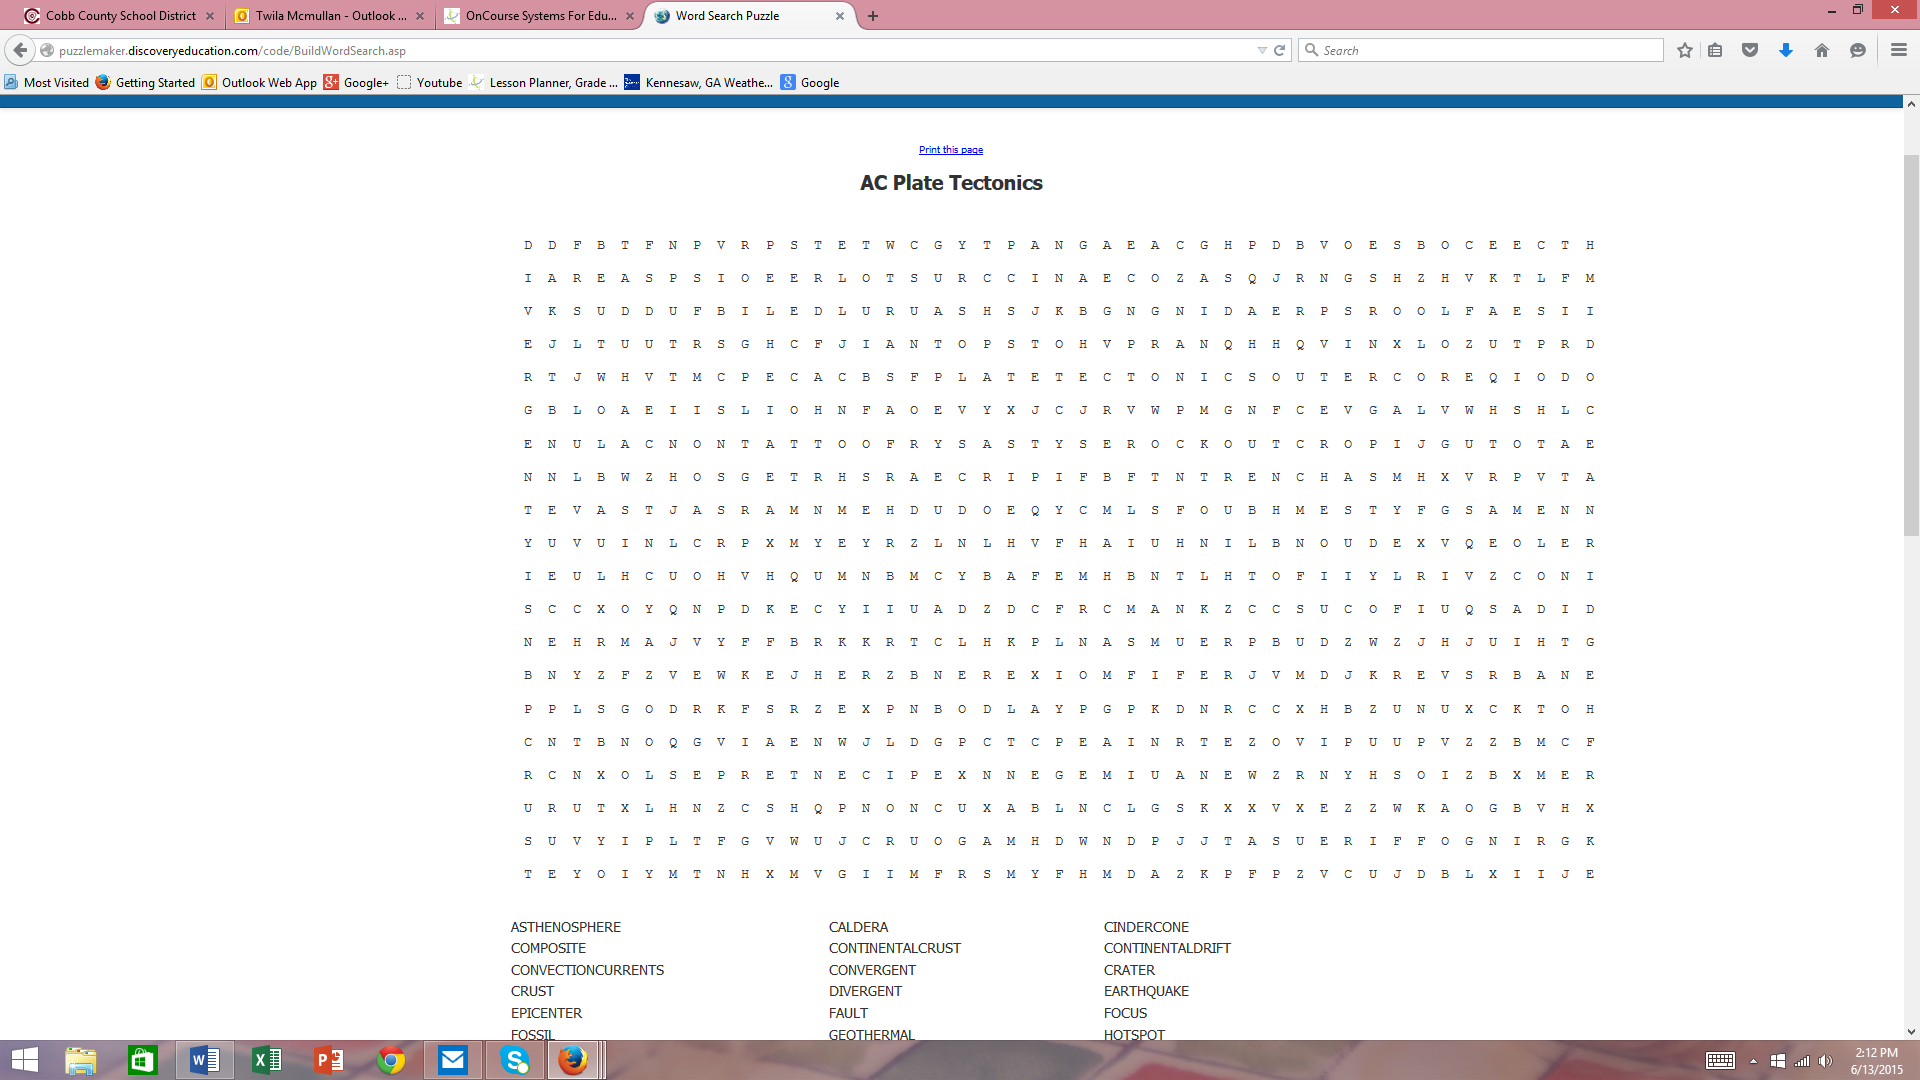 Cobb County School District
Twila Mcmullan - Outlook ...
OnCourse Systems For Edu...
Word Search Puzzle
puzzlemaker.discoveryeducation.com/code/BuildWordSearch.asp
Search
Most Visited Getting Started Outlook Web App Google+ Youtube Lesson Planner, Grade ... Kennesaw, GA Weathe... Google
Print this page
AC Plate Tectonics
D D F B T F N P V R P S T E T W C G Y T P A N G A E A C G H P D B V O E S B O C E E C T H
I A R E A S P S I O E E R L O T S U R C C I N A E C O Z A S Q J R N G S H Z H V K T L F M
V K S U D D U F B I L E D L U R U A S H S J K B G N G N I D A E R P S R O O L F A E S I I
E J L T U U T R S G H C F J I A N T O P S T O H V P R A N Q H H Q V I N X L O Z U T P R D
R T J W H V T M C P E C A C B S F P L A T E T E C T O N I C S O U T E R C O R E Q I O D O
G B L O A E I I S L I O H N F A O E V Y X J C J R V W P M G N F C E V G A L V W H S H L C
E N U L A C N O N T A T T O O F R Y S A S T Y S E R O C K O U T C R O P I J G U T O T A E
N N L B W Z H O S G E T R H S R A E C R I P I F B F T N T R E N C H A S M H X V R P V T A
T E V A S T J A S R A M N M E H D U D O E Q Y C M L S F O U B H M E S T Y F G S A M E N N
Y U V U I N L C R P X M Y E Y R Z L N L H V F H A I U H N I L B N O U D E X V Q E O L E R
I E U L H C U O H V H Q U M N B M C Y B A F E M H B N T L H T O F I I Y L R I V Z C O N I
S C C X O Y Q N P D K E C Y I I U A D Z D C F R C M A N K Z C C S U C O F I U Q S A D I D
N E H R M A J V Y F F B R K K R T C L H K P L N A S M U E R P B U D Z W Z J H J U I H T G
B N Y Z F Z V E W K E J H E R Z B N E R E X I O M F I F E R J V M D J K R E V S R B A N E
P P L S G O D R K F S R Z E X P N B O D L A Y P G P K D N R C C X H B Z U N U X C K T O H
C N T B N O Q G V I A E N W J L D G P C T C P E A I N R T E Z O V I P U U P V Z Z B M C F
R C N X O L S E P R E T N E C I P E X N N E G E M I U A N E W Z R N Y H S O I Z B X M E R
U R U T X L H N Z C S H Q P N O N C U X A B L N C L G S K X X V X E Z Z W K A O G B V H X
S U V Y I P L T F G V W U J C R U O G A M H D W N D P J J T A S U E R I F F O G N I R G K
T E Y O I Y M T N H X M V G I I M F R S M Y F H M D A Z K P F P Z V C U J D B L X I I J E
ASTHENOSPHERE CALDERA CINDERCONE
COMPOSITE CONTINENTALCRUST CONTINENTALDRIFT
CONVECTIONCURRENTS CONVERGENT CRATER
CRUST DIVERGENT EARTHQUAKE
EPICENTER FAULT FOCUS
FOSSIL GEOTHERMAL HOTSPOT
2:12 PM
6/13/2015